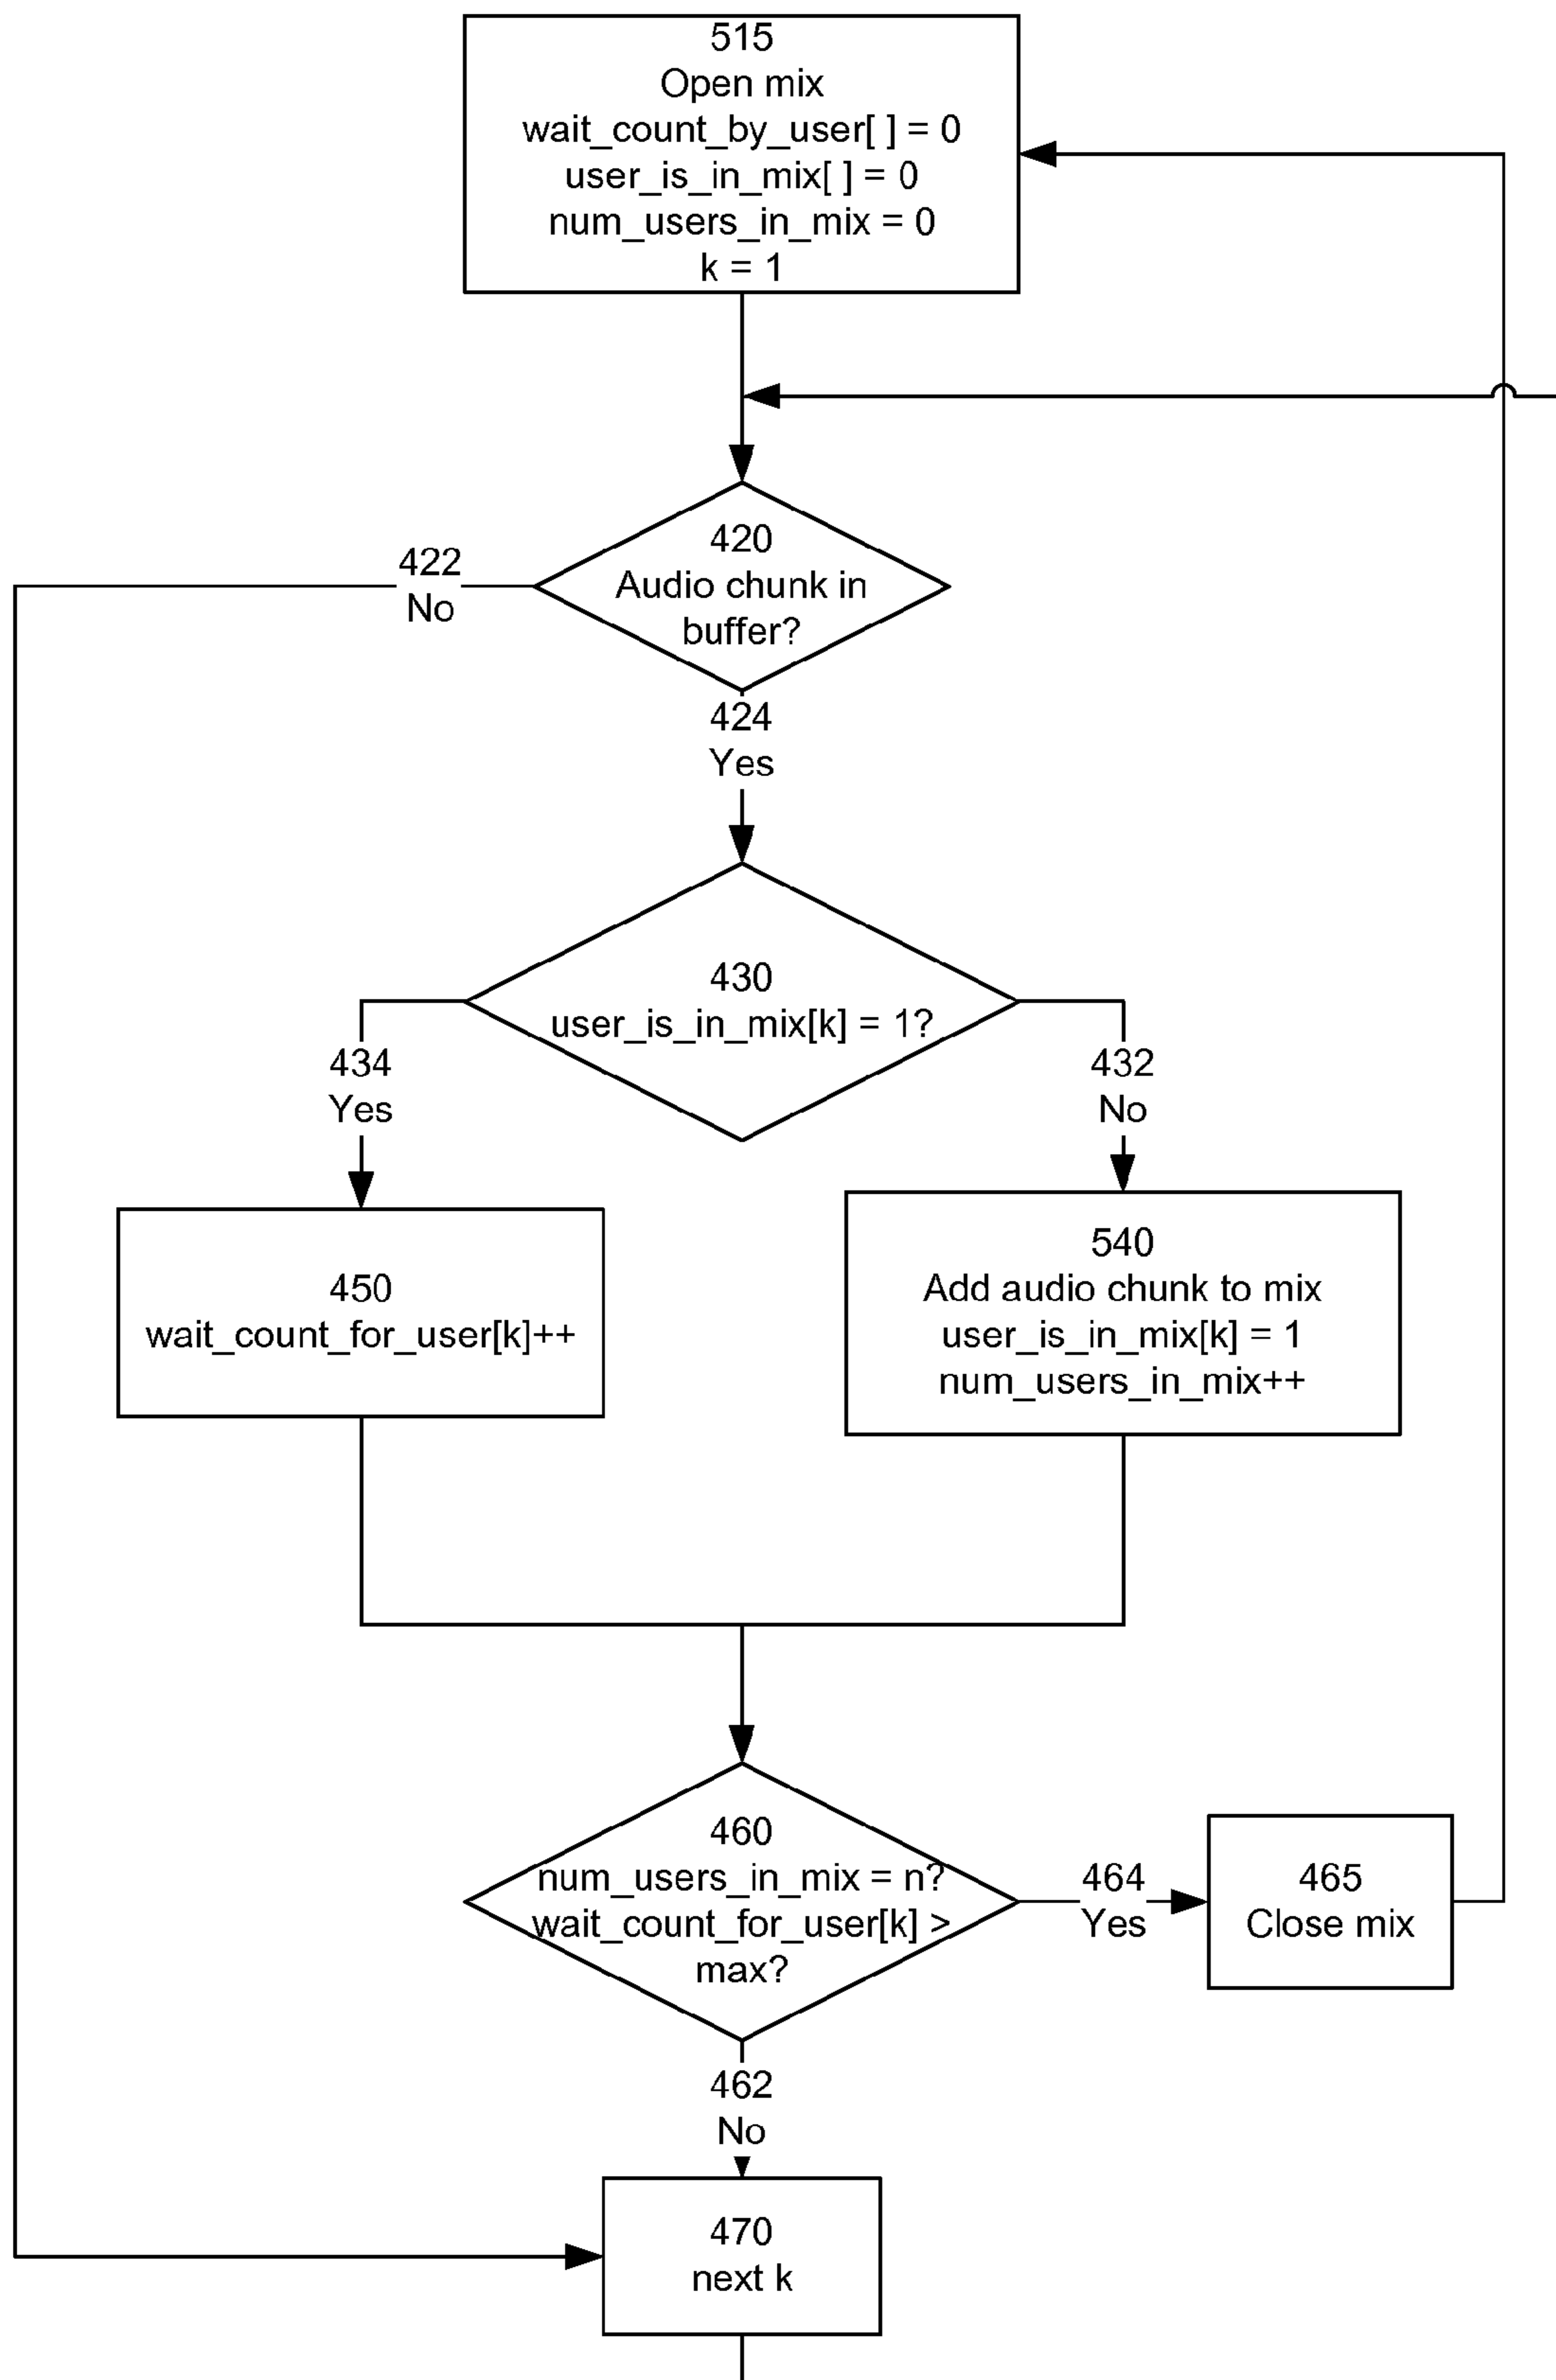 515
Open mix
wait_count_by_user[ ] = 0
user_is_in_mix[ ] = 0
num_users_in_mix = 0
k = 1
420
Audio chunk in
buffer?
422
No
424
Yes
430
user_is_in_mix[k] = 1?
434
Yes
432
No
450
wait_count_for_user[k]++
540
Add audio chunk to mix
user_is_in_mix[k] = 1
num_users_in_mix++
460
num_users_in_mix = n?
wait_count_for_user[k] >
max?
464
Yes
465
Close mix
462
No
470
next k